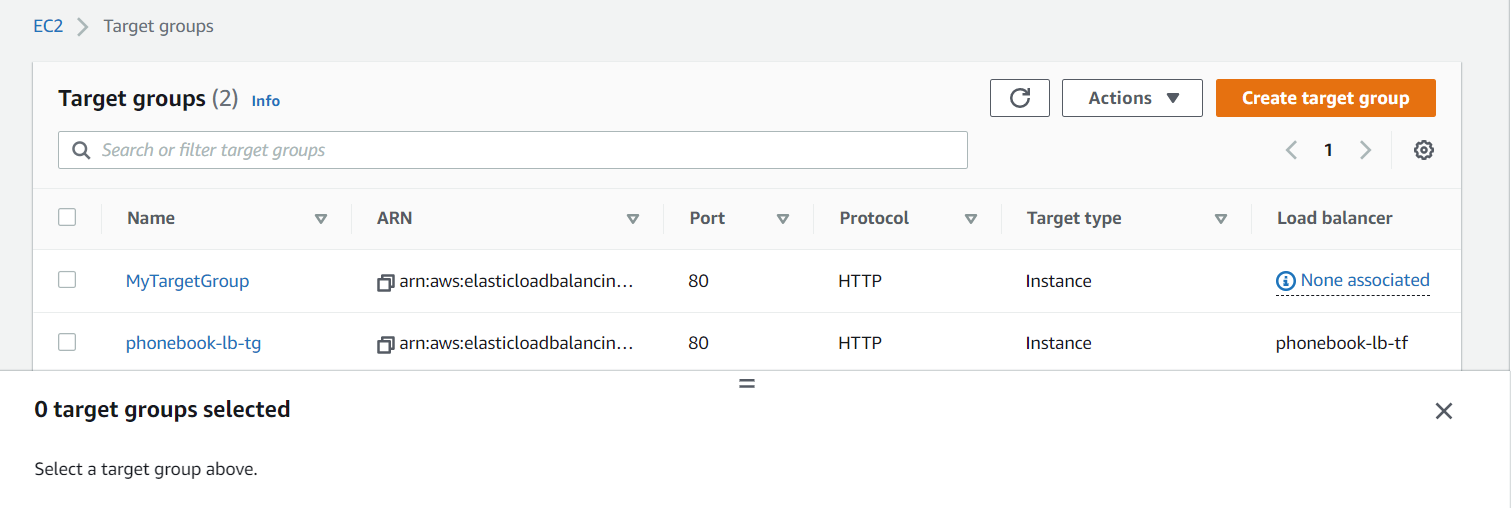 EC2 > Target groups
Target groups (2) Info
Actions
Create target group
Search or filter target groups
1
Name ARN Port Protocol Target type Load balancer
MyTargetGroup arn:aws:elasticloadbalancin... 80 HTTP Instance None associated
phonebook-lb-tg arn:aws:elasticloadbalancin... 80 HTTP Instance phonebook-lb-tf
0 target groups selected
Select a target group above.